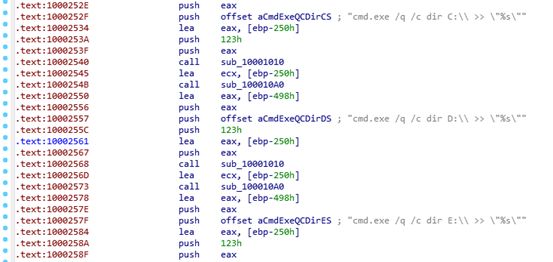 .text:1000252E push eax
.text:1000252F push offset aCmdExeQCDirCS ; "cmd.exe /q /c dir C:\\ >> \"%s\""
.text:10002534 lea eax, [ebp-250h]
.text:1000253A push 123h
.text:1000253F push eax
.text:10002540 call sub_10001010
.text:10002545 lea ecx, [ebp-250h]
.text:1000254B call sub_100010A0
.text:10002550 lea eax, [ebp-498h]
.text:10002556 push eax
.text:10002557 push offset aCmdExeQCDirDS ; "cmd.exe /q /c dir D:\\ >> \"%s\""
.text:1000255C push 123h
.text:10002561 lea eax, [ebp-250h]
.text:10002567 push eax
.text:10002568 call sub_10001010
.text:1000256D lea ecx, [ebp-250h]
.text:10002573 call sub_100010A0
.text:10002578 lea eax, [ebp-498h]
.text:1000257E push eax
.text:1000257F push offset aCmdExeQCDirES ; "cmd.exe /q /c dir E:\\ >> \"%s\""
.text:10002584 lea eax, [ebp-250h]
.text:1000258A push 123h
.text:1000258F push eax